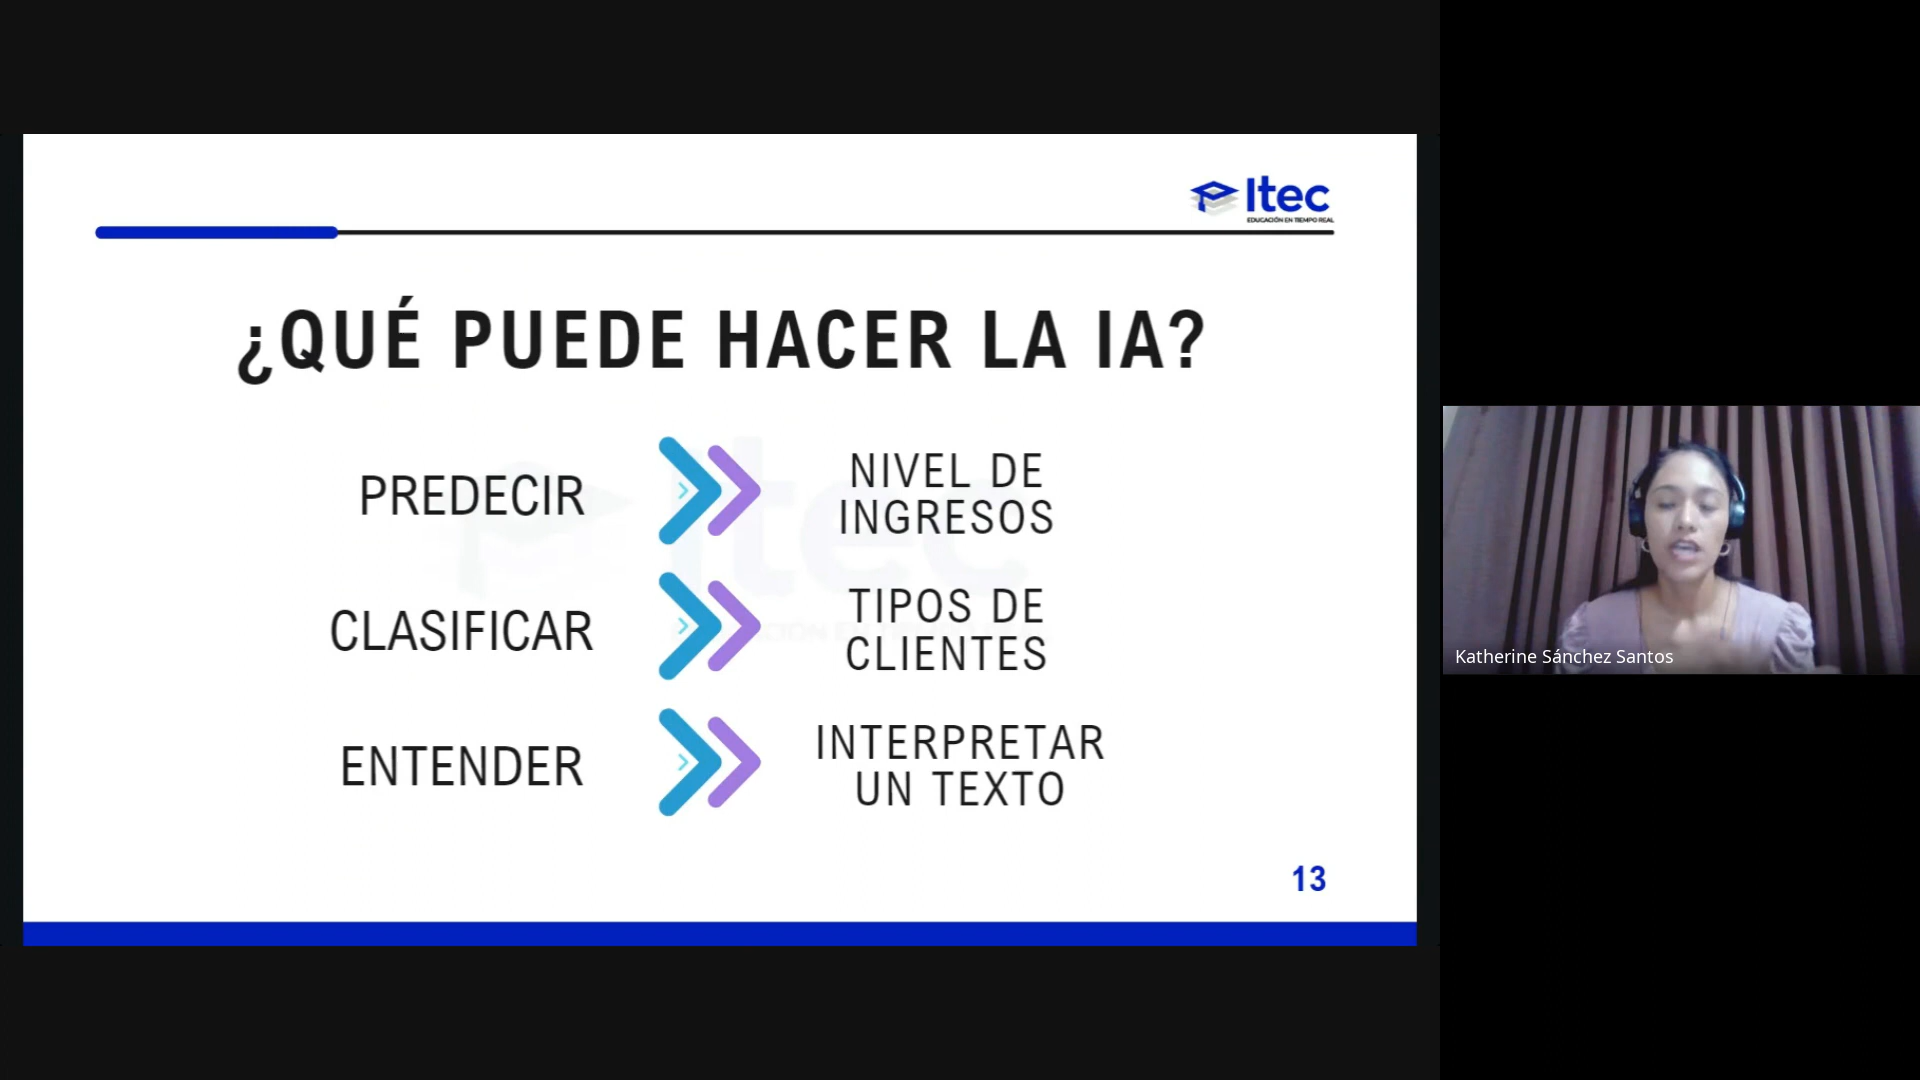 Itec
EDUCACIÓN EN TIEMPO REAL
¿QUÉ PUEDE HACER LA IA?
PREDECIR
NIVEL DE
INGRESOS
CLASIFICAR
TIPOS DE
CLIENTES
ENTENDER
INTERPRETAR
UN TEXTO
13
Katherine Sánchez Santos